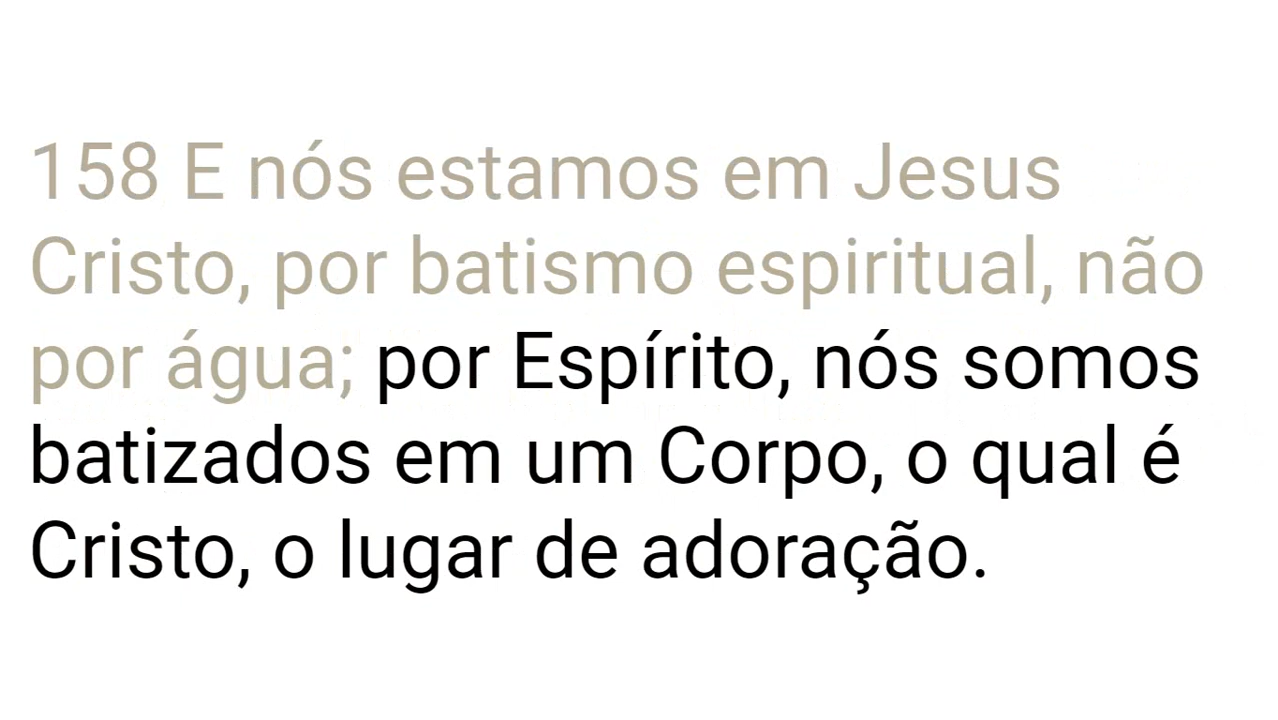 158 E nós estamos em Jesus
Cristo, por batismo espiritual, não
por água; por Espírito, nós somos
batizados em um Corpo, o qual é
Cristo, o lugar de adoração.